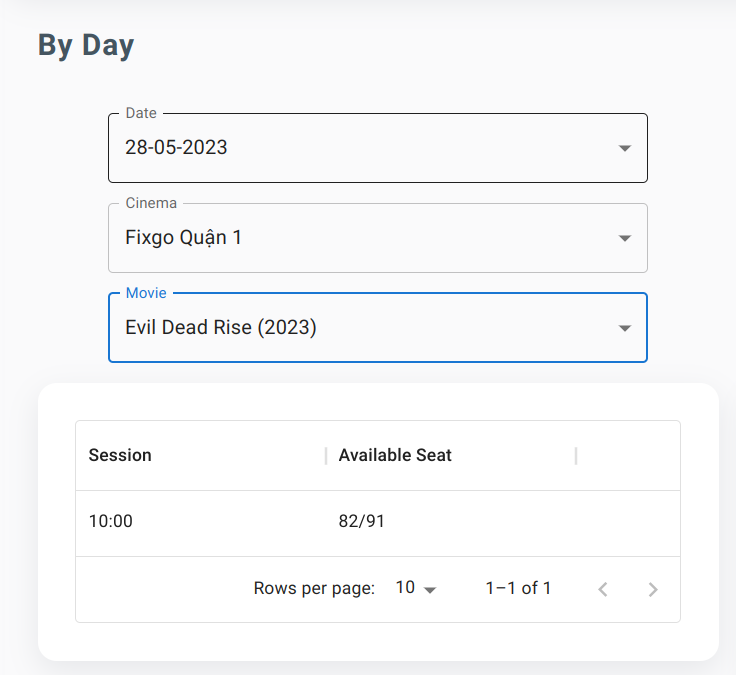 By Day
Date
28-05-2023
Cinema
Fixgo Quận 1
Movie
Evil Dead Rise (2023)
Session Available Seat
10:00 82/91
Rows per page: 10 1–1 of 1